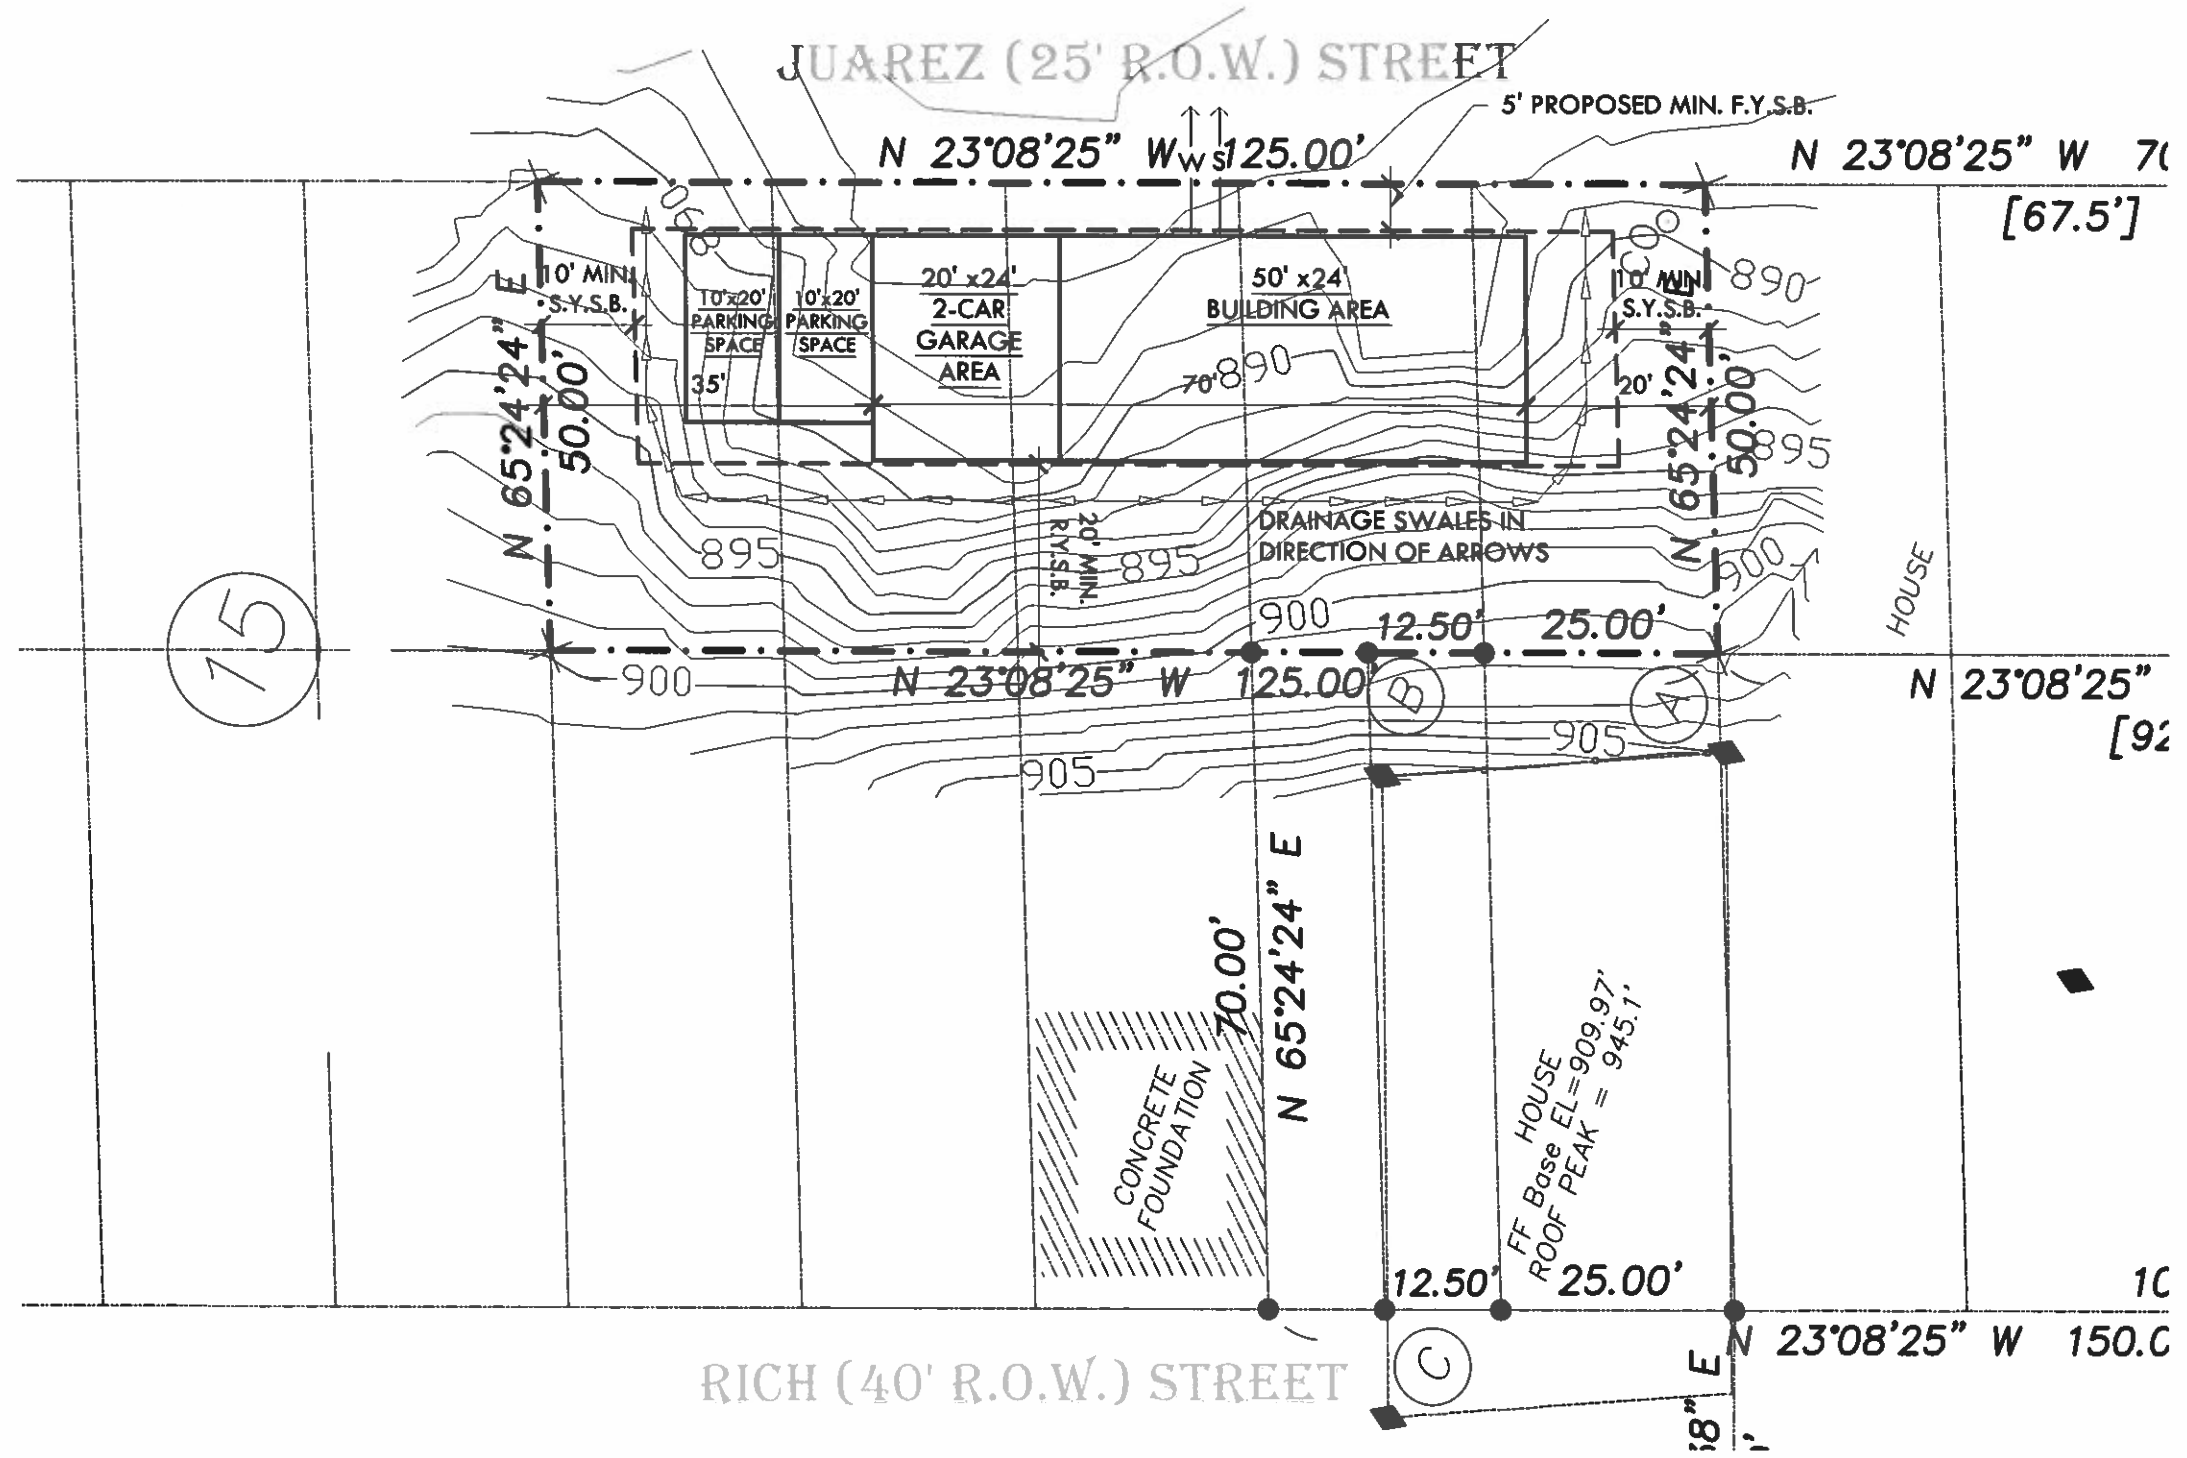 JUAREZ (25' R.O.W.) STREET
5' PROPOSED MIN. F.Y.S.B.
N 23°08'25" W 125.00'
W S
N 23°08'25" W
[67.5']
10' MIN.
S.Y.S.B.
10'x20'
PARKING
SPACE
10'x20'
PARKING
SPACE
20' x24'
2-CAR
GARAGE
AREA
50' x24'
BUILDING AREA
10' MIN
S.Y.S.B.
890
890
35'
70'
20'
N 65°24'24" E
50.00'
N 65°24'24" E
50.00'
895
895
895
20' MIN.
R.Y.S.B.
DRAINAGE SWALES IN
DIRECTION OF ARROWS
900
HOUSE
15
900
12.50'
25.00'
900
N 23°08'25" W 125.00'
B
A
N 23°08'25"
905
905
70.00'
N 65°24'24" E
CONCRETE
FOUNDATION
HOUSE
FF Base EL=909.97'
ROOF PEAK = 945.1'
12.50'
25.00'
N 23°08'25" W
C
RICH (40' R.O.W.) STREET